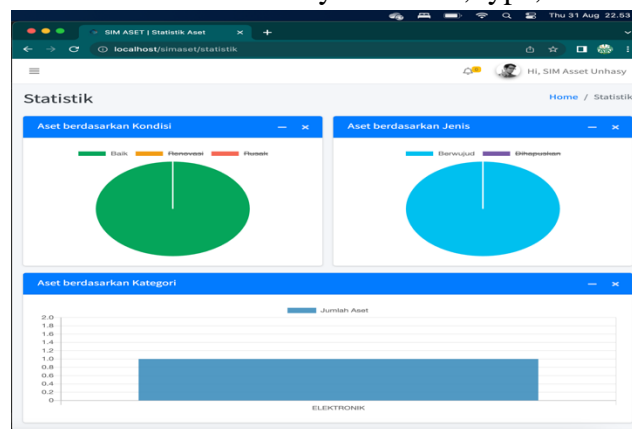 Thu 31 Aug 22.53
SIM ASET | Statistik Aset
localhost/simaset/statistik
Hi, SIM Asset Unhasy
Statistik
Home / Statistik
Aset berdasarkan Kondisi
Aset berdasarkan Jenis
Baik Renovasi Rusak
Berwujud Dihapuskan
Aset berdasarkan Kategori
Jumlah Aset
2.0
1.8
1.6
1.4
1.2
1.0
0.8
0.6
0.4
0.2
0
ELEKTRONIK